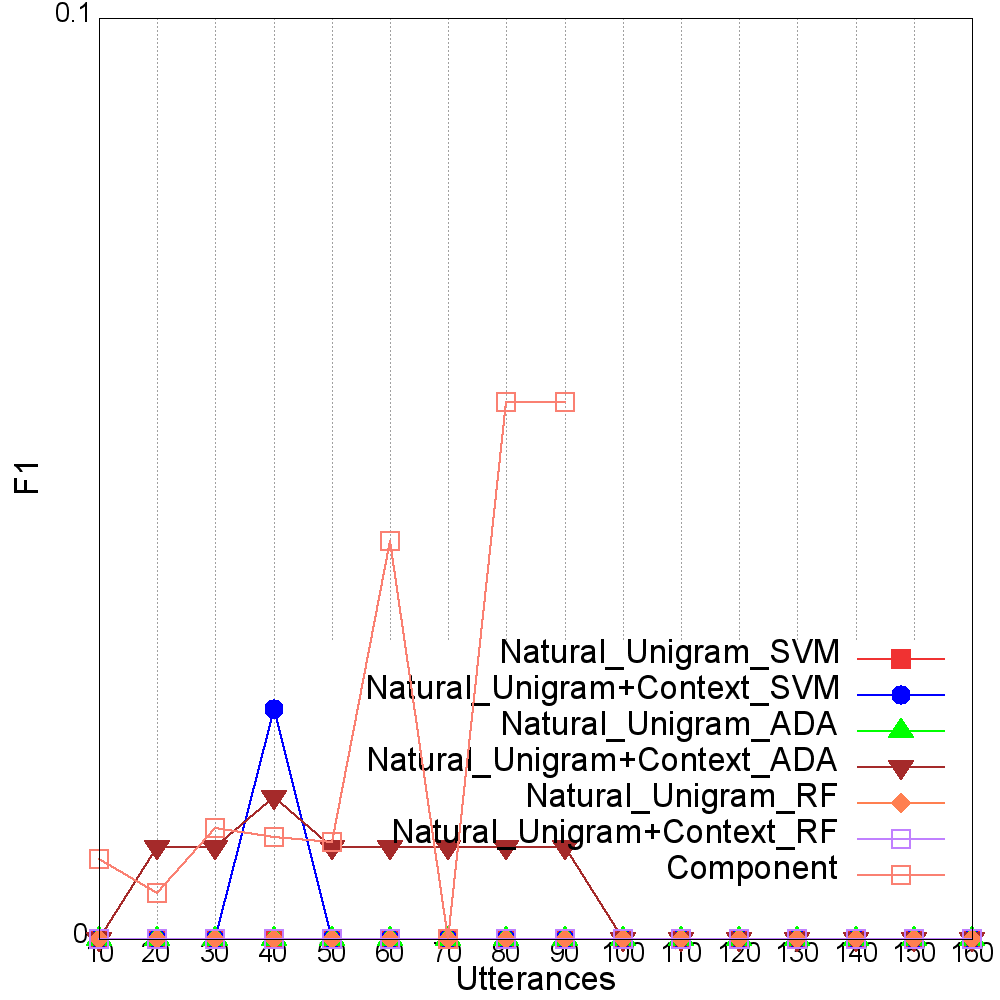 0.1
F1
Natural_Unigram_SVM
Natural_Unigram+Context_SVM
Natural_Unigram_ADA
Natural_Unigram+Context_ADA
Natural_Unigram_RF
Natural_Unigram+Context_RF
Component
0
10 20 30 40 50 60 70 80 90 100 110 120 130 140 150 160
Utterances